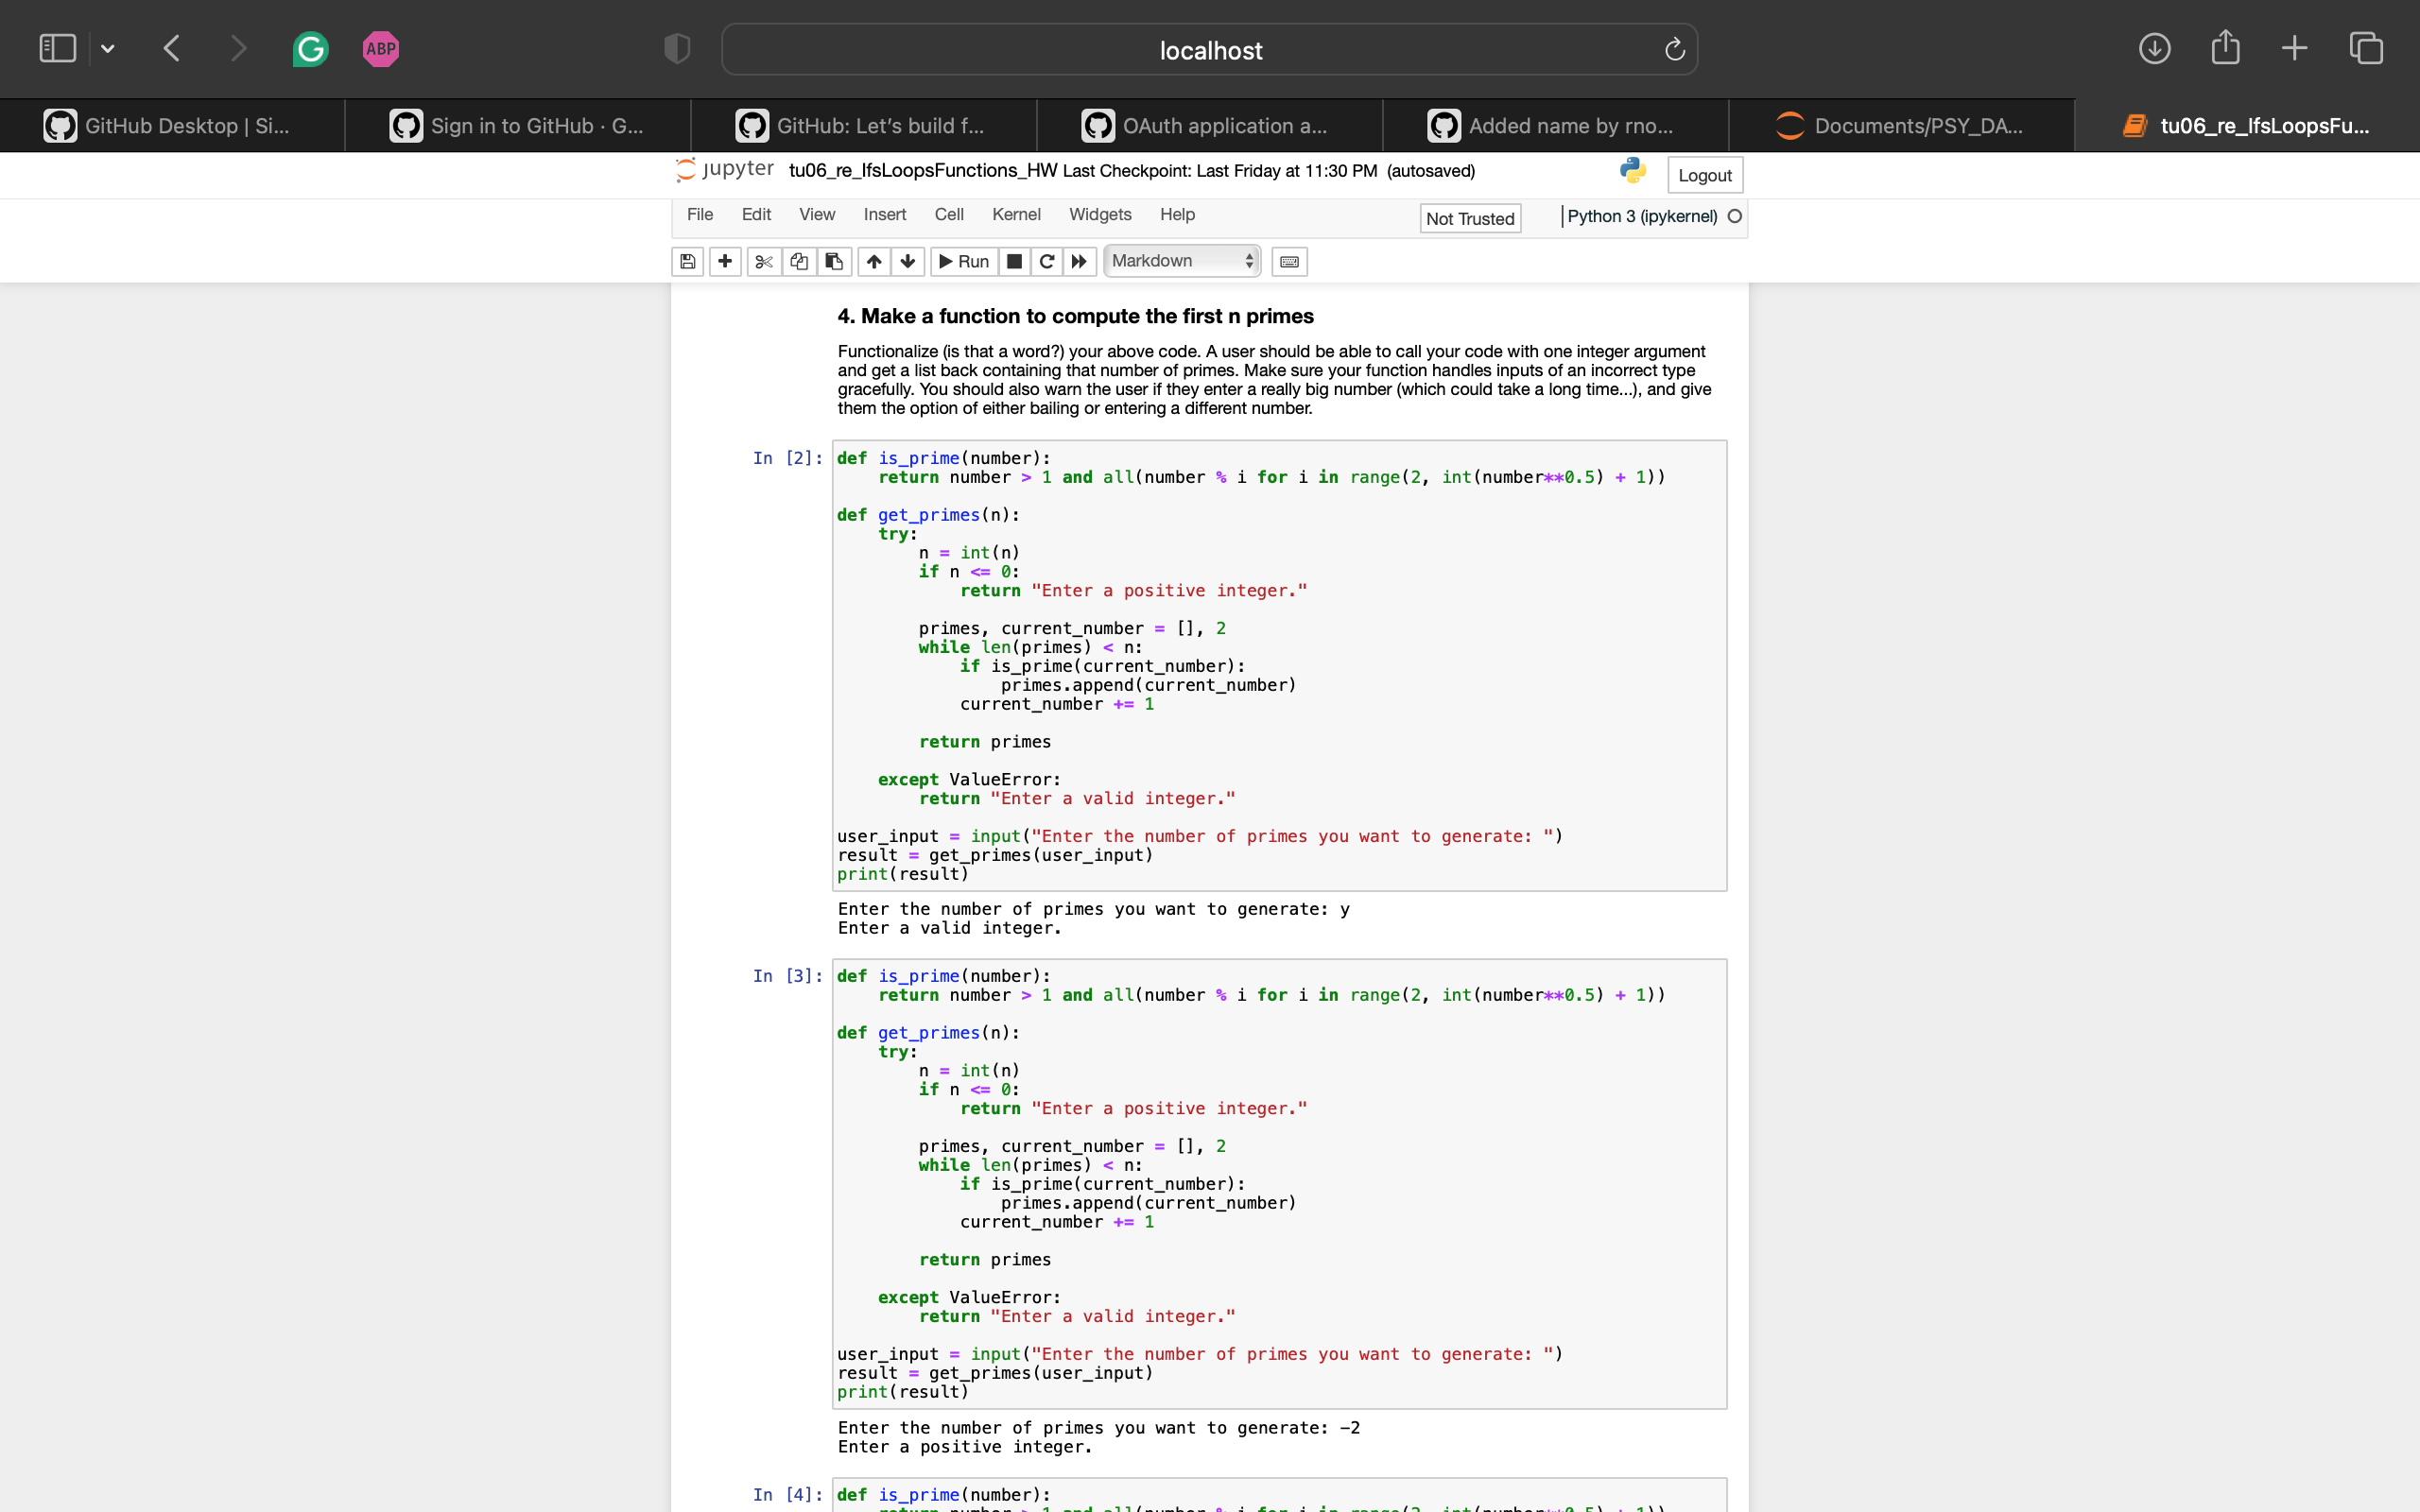 ABP
localhost
GitHub Desktop | Si...
Sign in to GitHub · G...
GitHub: Let's build f...
OAuth application a...
Added name by rno...
Documents/PSY_DA...
tu06_re_IfsLoopsFu...
jupyter tu06_re_IfsLoopsFunctions_HW Last Checkpoint: Last Friday at 11:30 PM (autosaved)
Logout
File Edit View Insert Cell Kernel Widgets Help
Not Trusted
Python 3 (ipykernel)
Run
Markdown
4. Make a function to compute the first n primes
Functionalize (is that a word?) your above code. A user should be able to call your code with one integer argument
and get a list back containing that number of primes. Make sure your function handles inputs of an incorrect type
gracefully. You should also warn the user if they enter a really big number (which could take a long time...), and give
them the option of either bailing or entering a different number.
In [2]: def is_prime(number):
return number > 1 and all(number % i for i in range(2, int(number**0.5) + 1))
def get_primes(n):
try:
n = int(n)
if n <= 0:
return "Enter a positive integer."
primes, current_number = [], 2
while len(primes) < n:
if is_prime(current_number):
primes.append(current_number)
current_number += 1
return primes
except ValueError:
return "Enter a valid integer."
user_input = input("Enter the number of primes you want to generate: ")
result = get_primes(user_input)
print(result)
Enter the number of primes you want to generate: y
Enter a valid integer.
In [3]: def is_prime(number):
return number > 1 and all(number % i for i in range(2, int(number**0.5) + 1))
def get_primes(n):
try:
n = int(n)
if n <= 0:
return "Enter a positive integer."
primes, current_number = [], 2
while len(primes) < n:
if is_prime(current_number):
primes.append(current_number)
current_number += 1
return primes
except ValueError:
return "Enter a valid integer."
user_input = input("Enter the number of primes you want to generate: ")
result = get_primes(user_input)
print(result)
Enter the number of primes you want to generate: -2
Enter a positive integer.
In [4]: def is_prime(number):